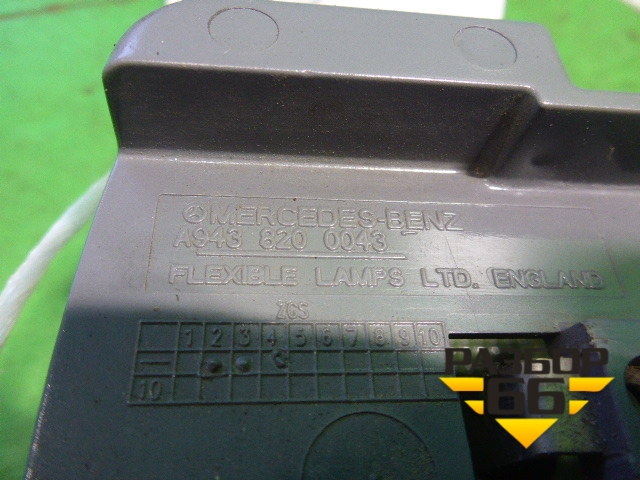 MERCEDES-BENZ
A943 820 0043
FLEXIBLE LAMPS LTD. ENGLAND
ZGS
1 2 3 4 5 6 7 8 9 10
10
РАЗБОР
66